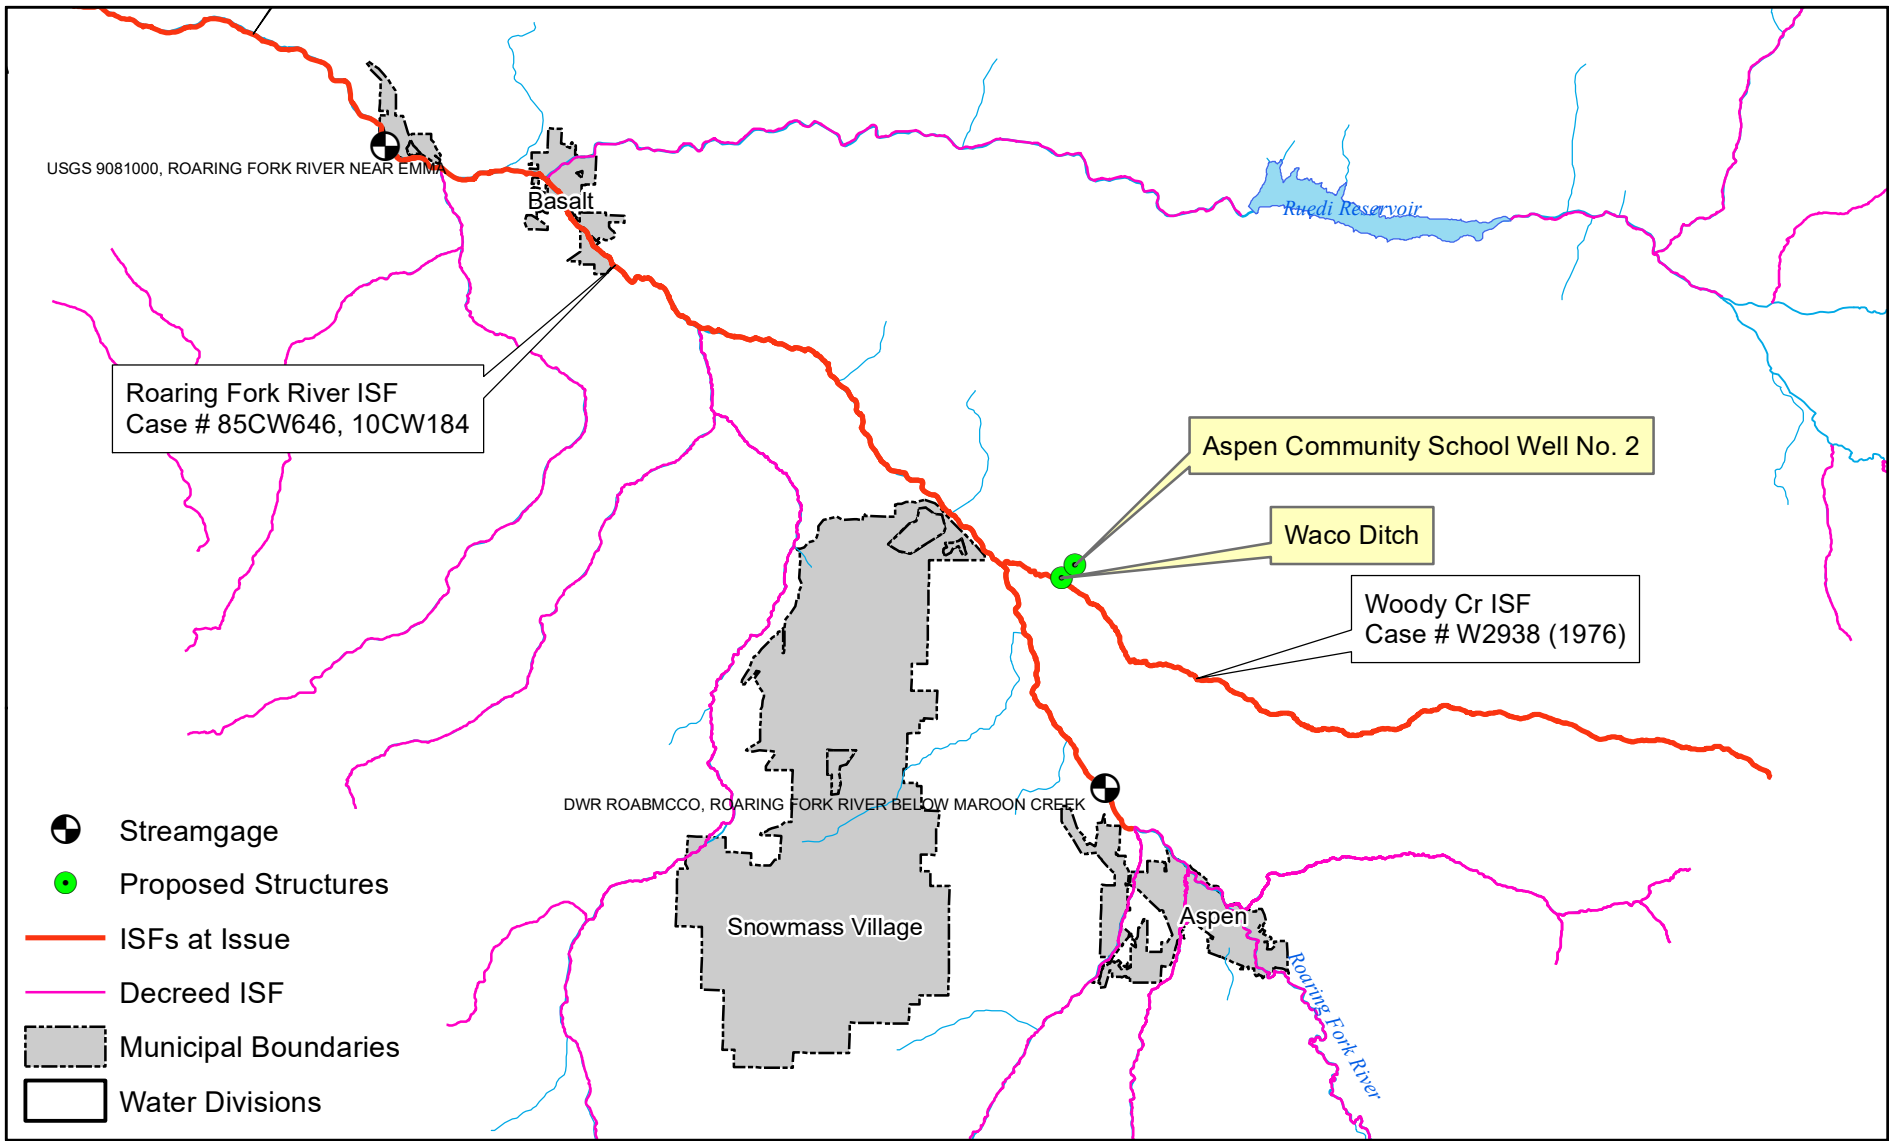 USGS 9081000, ROARING FORK RIVER NEAR EMMA
Basalt
Ruedi Reservoir
Roaring Fork River ISF
Case # 85CW646, 10CW184
Aspen Community School Well No. 2
Waco Ditch
Woody Cr ISF
Case # W2938 (1976)
DWR ROABMCCO, ROARING FORK RIVER BELOW MAROON CREEK
Snowmass Village
Aspen
Roaring Fork River
Streamgage
Proposed Structures
ISFs at Issue
Decreed ISF
Municipal Boundaries
Water Divisions